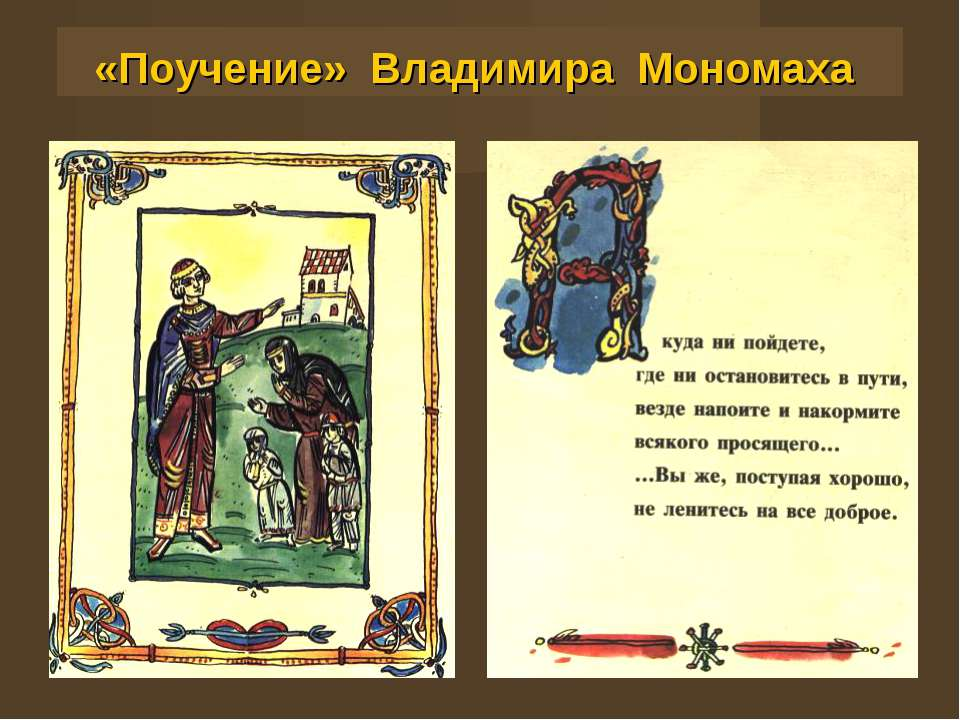 «Поучение» Владимира Мономаха
А куда ни пойдете,
где ни остановитесь в пути,
везде напоите и накормите
всякого просящего...
...Вы же, поступая хорошо,
не ленитесь на все доброе.